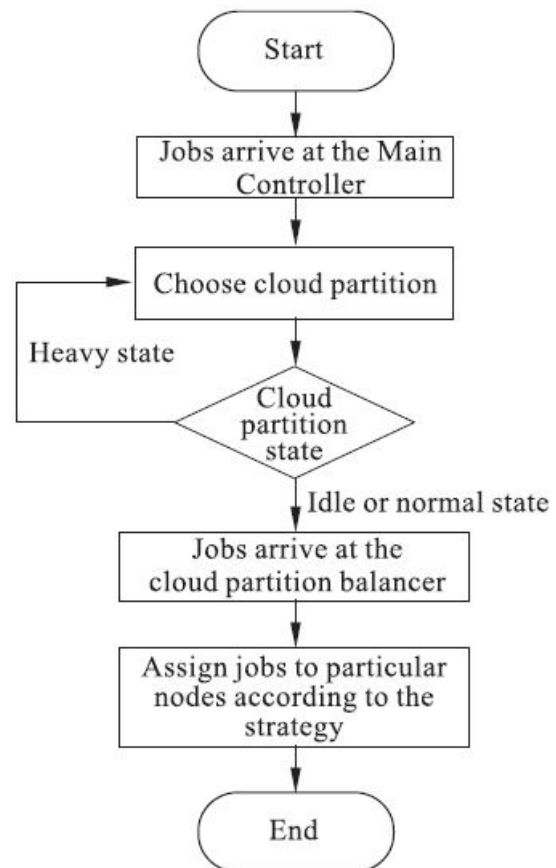 Start
Jobs arrive at the Main
Controller
Choose cloud partition
Heavy state
Cloud
partition
state
Idle or normal state
Jobs arrive at the
cloud partition balancer
Assign jobs to particular
nodes according to the
strategy
End